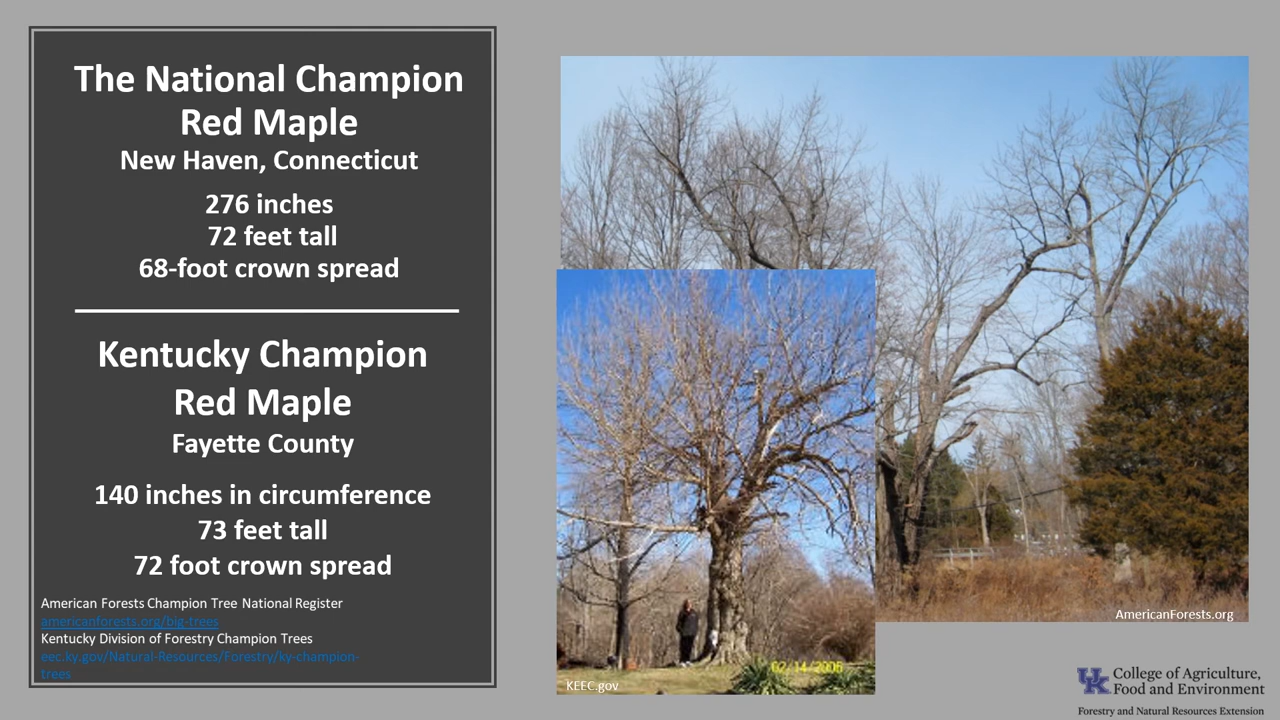 The National Champion
Red Maple
New Haven, Connecticut
276 inches
72 feet tall
68-foot crown spread
Kentucky Champion
Red Maple
Fayette County
140 inches in circumference
73 feet tall
72 foot crown spread
American Forests Champion Tree National Register
americanforests.org/big-trees
Kentucky Division of Forestry Champion Trees
eec.ky.gov/Natural-Resources/Forestry/ky-champion-
trees
AmericanForests.org
02/14/2006
KEEC.gov
UK College of Agriculture,
Food and Environment
Forestry and Natural Resources Extension